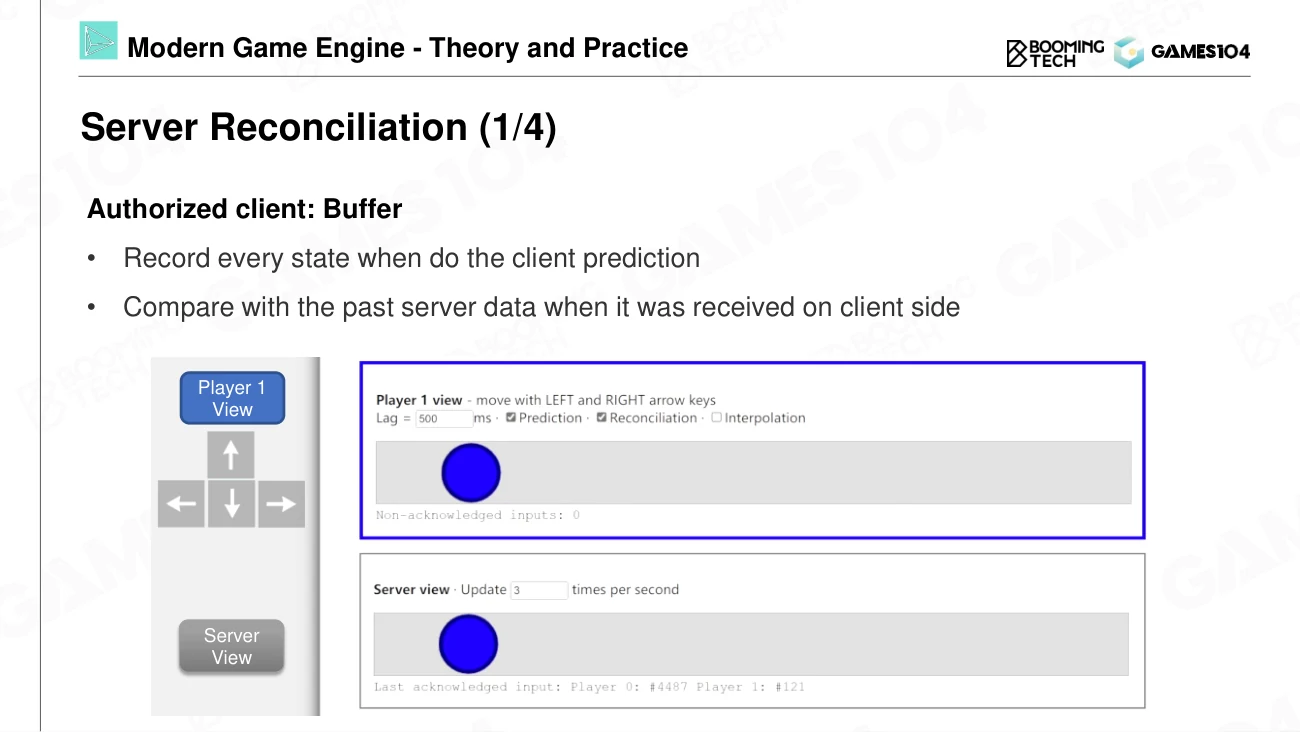 Modern Game Engine - Theory and Practice
BOOMING
TECH
GAMES104
Server Reconciliation (1/4)
Authorized client: Buffer
• Record every state when do the client prediction
• Compare with the past server data when it was received on client side
Player 1
View
Server
View
Player 1 view - move with LEFT and RIGHT arrow keys
Lag = 500 ms · Prediction · Reconciliation · Interpolation
Non-acknowledged inputs: 0
Server view · Update 3 times per second
Last acknowledged input: Player 0: #4487 Player 1: #121